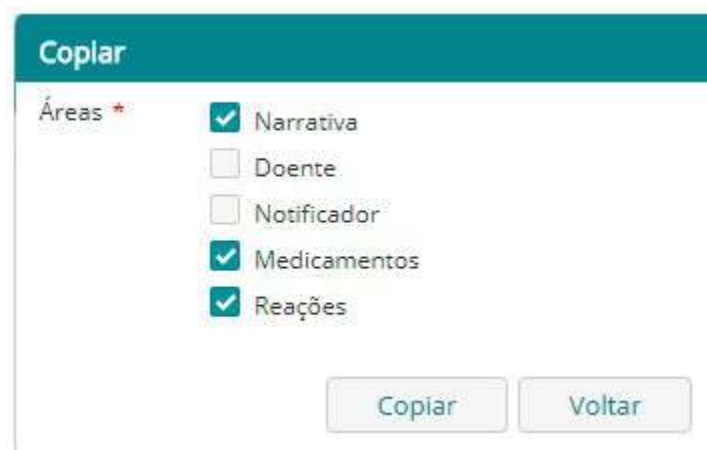 Copiar
Áreas *
Narrativa
Doente
Notificador
Medicamentos
Reações
Copiar
Voltar